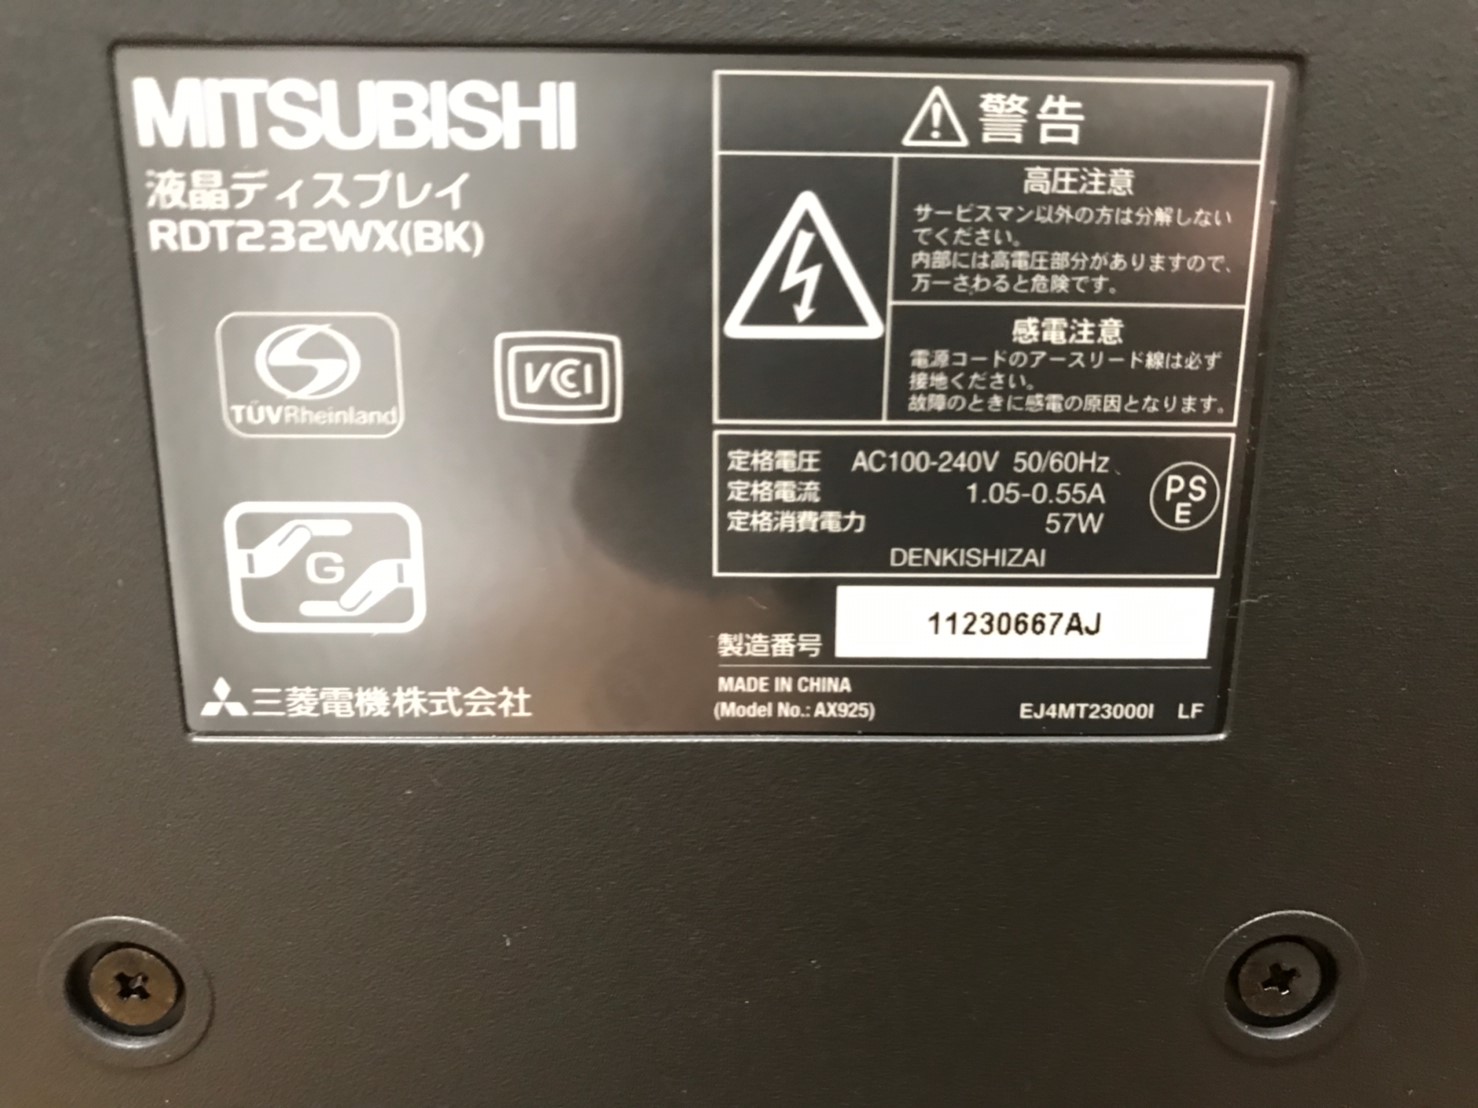 MITSUBISHI
液晶ディスプレイ
RDT232WX(BK)
TÜVRheinland
VCCI
G
三菱電機株式会社
警告
高圧注意
サービスマン以外の方は分解しない
でください。
内部には高電圧部分がありますので、
万一さわると危険です。
感電注意
電源コードのアースリード線は必ず
接地ください。
故障のときに感電の原因となります。
定格電圧 AC100-240V 50/60Hz
定格電流 1.05-0.55A
定格消費電力 57W
PS
E
DENKISHIZAI
製造番号 11230667AJ
MADE IN CHINA
(Model No.: AX925) EJ4MT23000I LF